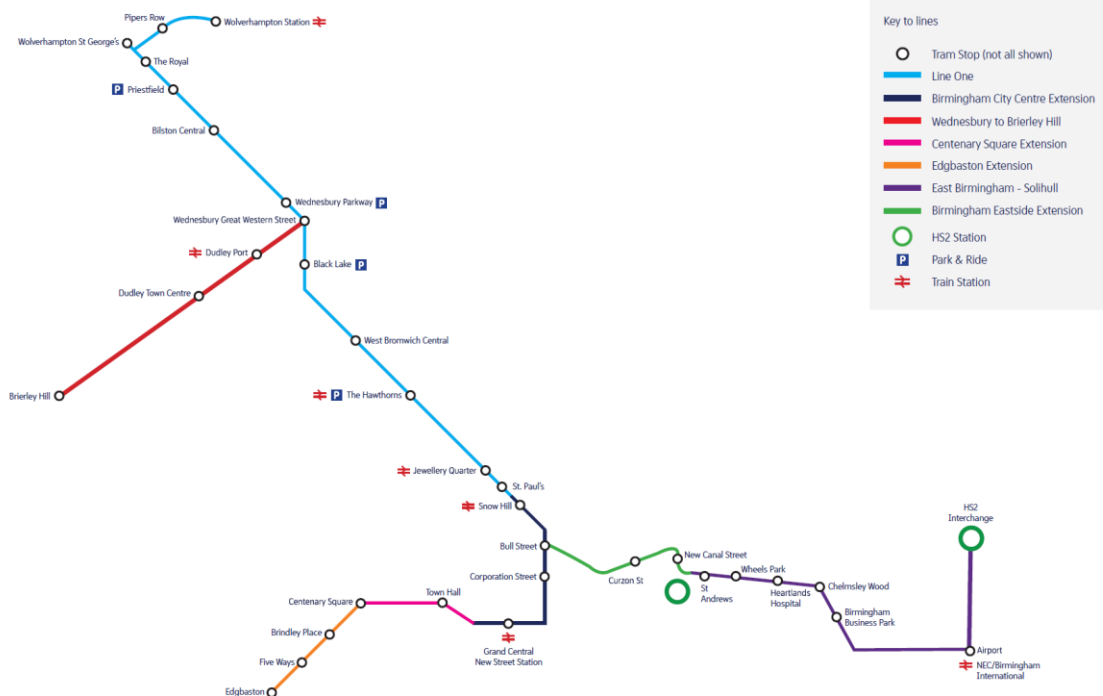 Pipers Row
Wolverhampton Station
Wolverhampton St George's
The Royal
P Priestfield
Bilston Central
Wednesbury Parkway P
Wednesbury Great Western Street
Dudley Port
Black Lake P
Dudley Town Centre
West Bromwich Central
Brierley Hill
P The Hawthorns
Jewellery Quarter
St. Paul's
Snow Hill
Bull Street
Corporation Street
Town Hall
Centenary Square
Brindley Place
Five Ways
Edgbaston
Grand Central
New Street Station
Curzon St
New Canal Street
St
Andrews
Wheels Park
Heartlands
Hospital
Chelmsley Wood
Birmingham
Business Park
HS2
Interchange
Airport
NEC/Birmingham
International
Key to lines
Tram Stop (not all shown)
Line One
Birmingham City Centre Extension
Wednesbury to Brierley Hill
Centenary Square Extension
Edgbaston Extension
East Birmingham - Solihull
Birmingham Eastside Extension
HS2 Station
P Park & Ride
Train Station